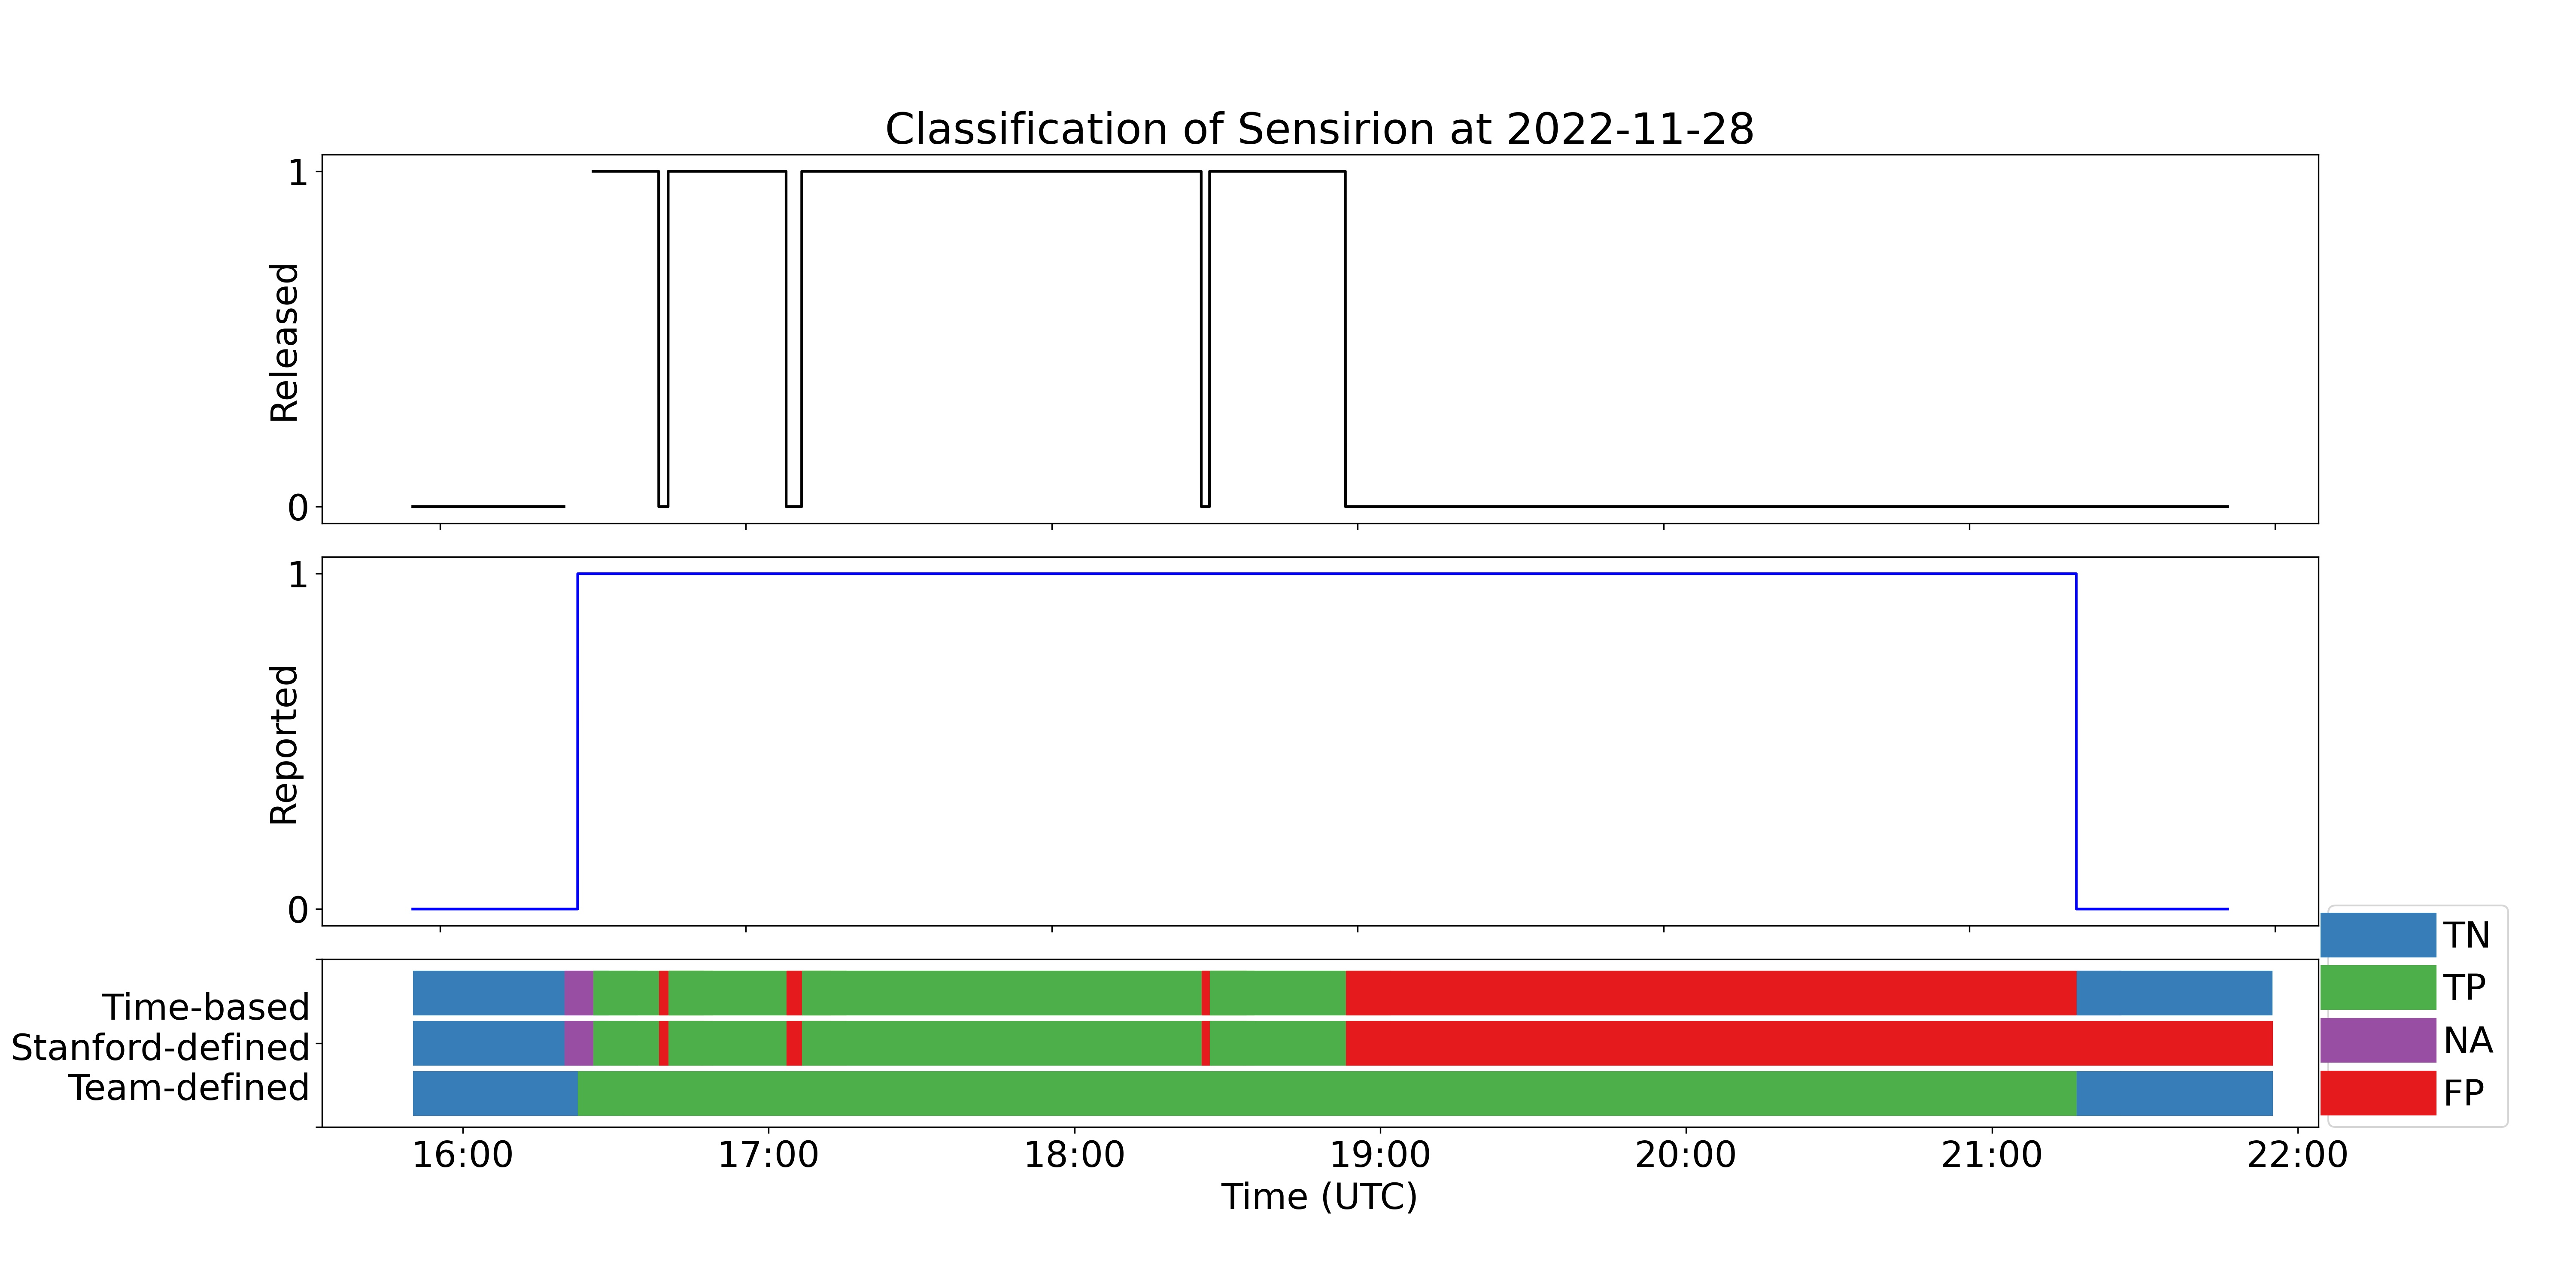 Classification of Sensirion at 2022-11-28
1
Released
0
1
Reported
0
TN
TP
NA
FP
Time-based
Stanford-defined
Team-defined
16:00 17:00 18:00 19:00 20:00 21:00 22:00
Time (UTC)